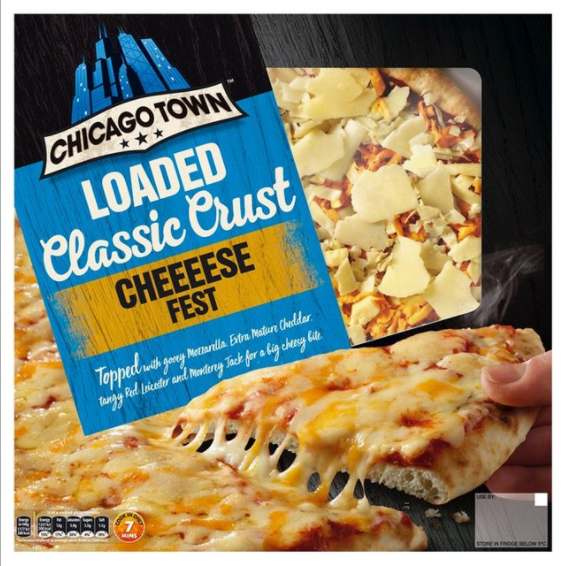 CHICAGO TOWN
TM
LOADED
Classic Crust
CHEEEESE
FEST
Topped with gooey Mozzarella, Extra Mature Cheddar,
tangy Red Leicester and Monterey Jack for a big cheesy bite.
7
MINS
USE BY
STORE IN FRIDGE BELOW 5°C